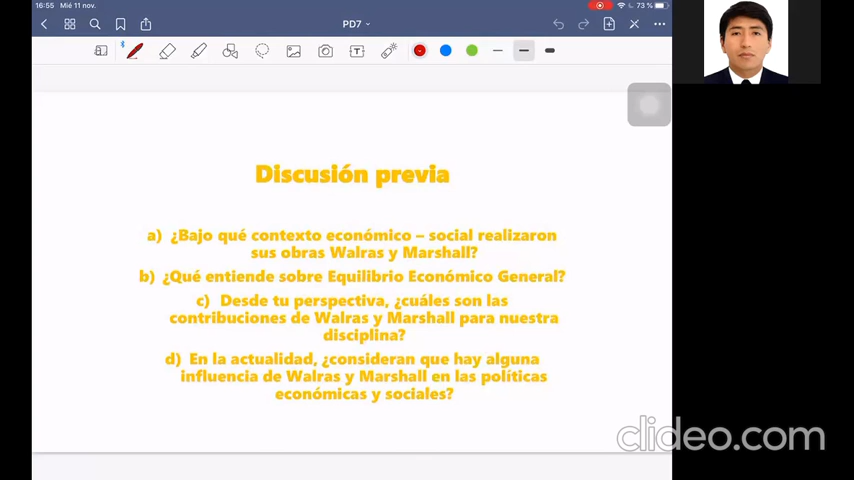 16:55 Mié 11 nov.
73 %
PD7
Discusión previa
a) ¿Bajo qué contexto económico – social realizaron
sus obras Walras y Marshall?
b) ¿Qué entiende sobre Equilibrio Económico General?
c) Desde tu perspectiva, ¿cuáles son las
contribuciones de Walras y Marshall para nuestra
disciplina?
d) En la actualidad, ¿consideran que hay alguna
influencia de Walras y Marshall en las políticas
económicas y sociales?
clideo.com